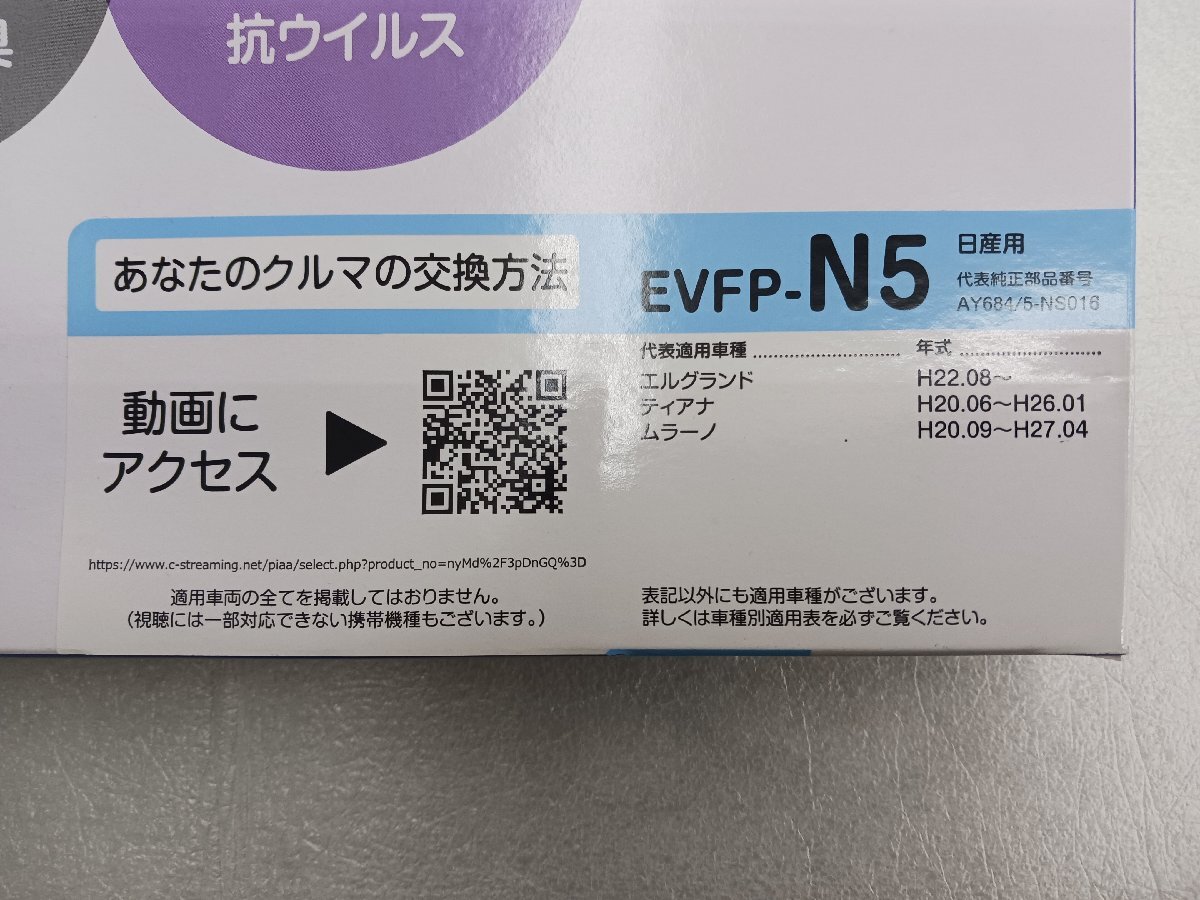 臭
抗ウイルス
あなたのクルマの交換方法
EVFP-N5
日産用
代表純正部品番号
AY684/5-NS016
動画に
アクセス
https://www.c-streaming.net/piaa/select.php?product_no=nyMd%2F3pDnGQ%3D
適用車両の全てを掲載してはおりません。
(視聴には一部対応できない携帯機種もございます。)
代表適用車種 年式
エルグランド H22.08〜
ティアナ H20.06〜H26.01
ムラーノ H20.09〜H27.04
表記以外にも適用車種がございます。
詳しくは車種別適用表を必ずご覧ください。